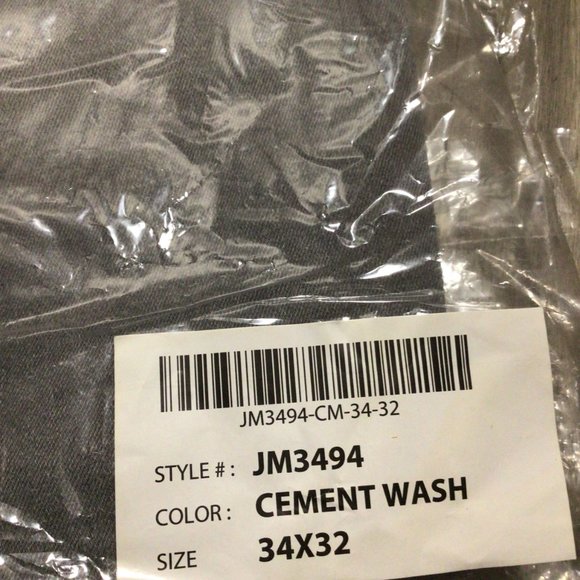 JM3494-CM-34-32
STYLE # : JM3494
COLOR : CEMENT WASH
SIZE 34X32